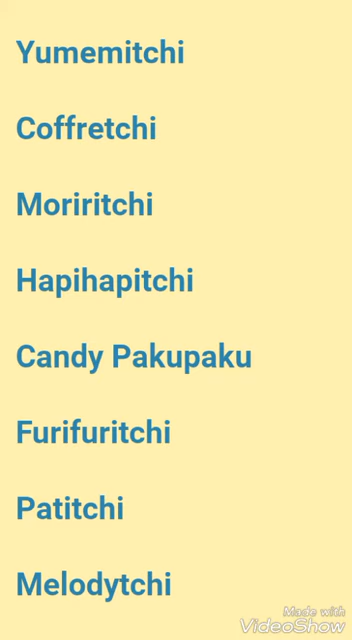 Yumemitchi
Coffretchi
Moriritchi
Hapihapitchi
Candy Pakupaku
Furifuritchi
Patitchi
Melodytchi
Made with
VideoShow